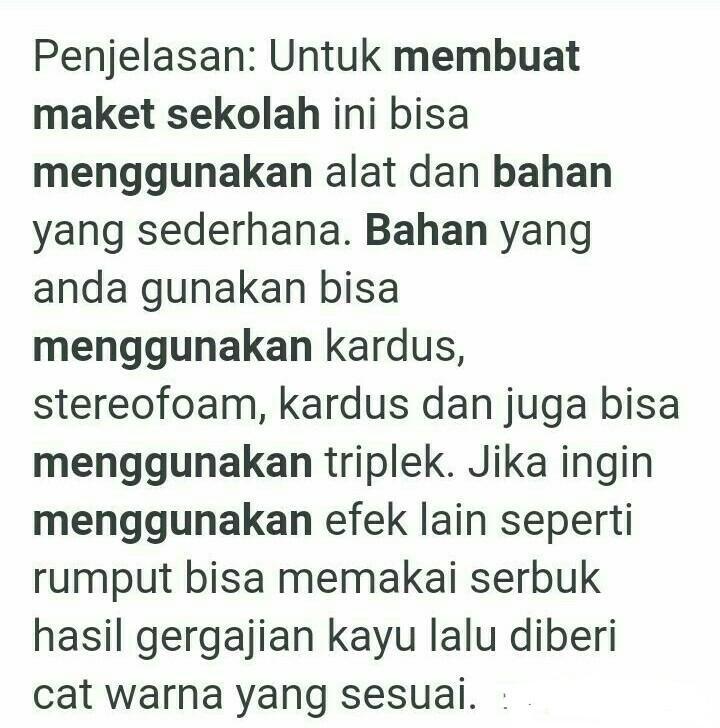 Penjelasan: Untuk membuat
maket sekolah ini bisa
menggunakan alat dan bahan
yang sederhana. Bahan yang
anda gunakan bisa
menggunakan kardus,
stereofoam, kardus dan juga bisa
menggunakan triplek. Jika ingin
menggunakan efek lain seperti
rumput bisa memakai serbuk
hasil gergajian kayu lalu diberi
cat warna yang sesuai.